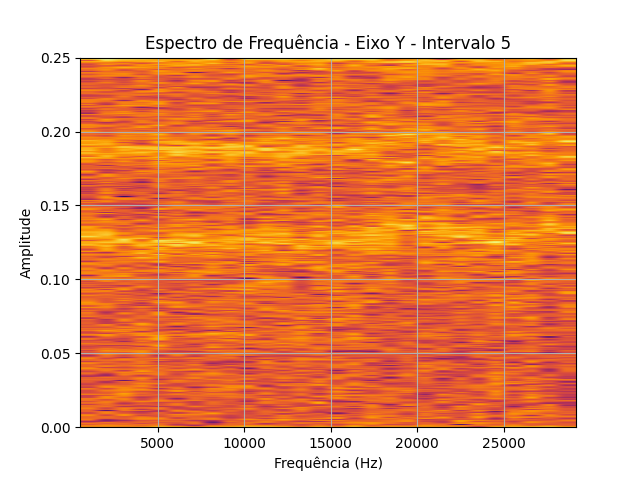 Espectro de Frequência - Eixo Y - Intervalo 5
0.25
0.20
0.15
0.10
0.05
0.00
Amplitude
5000 10000 15000 20000 25000
Frequência (Hz)